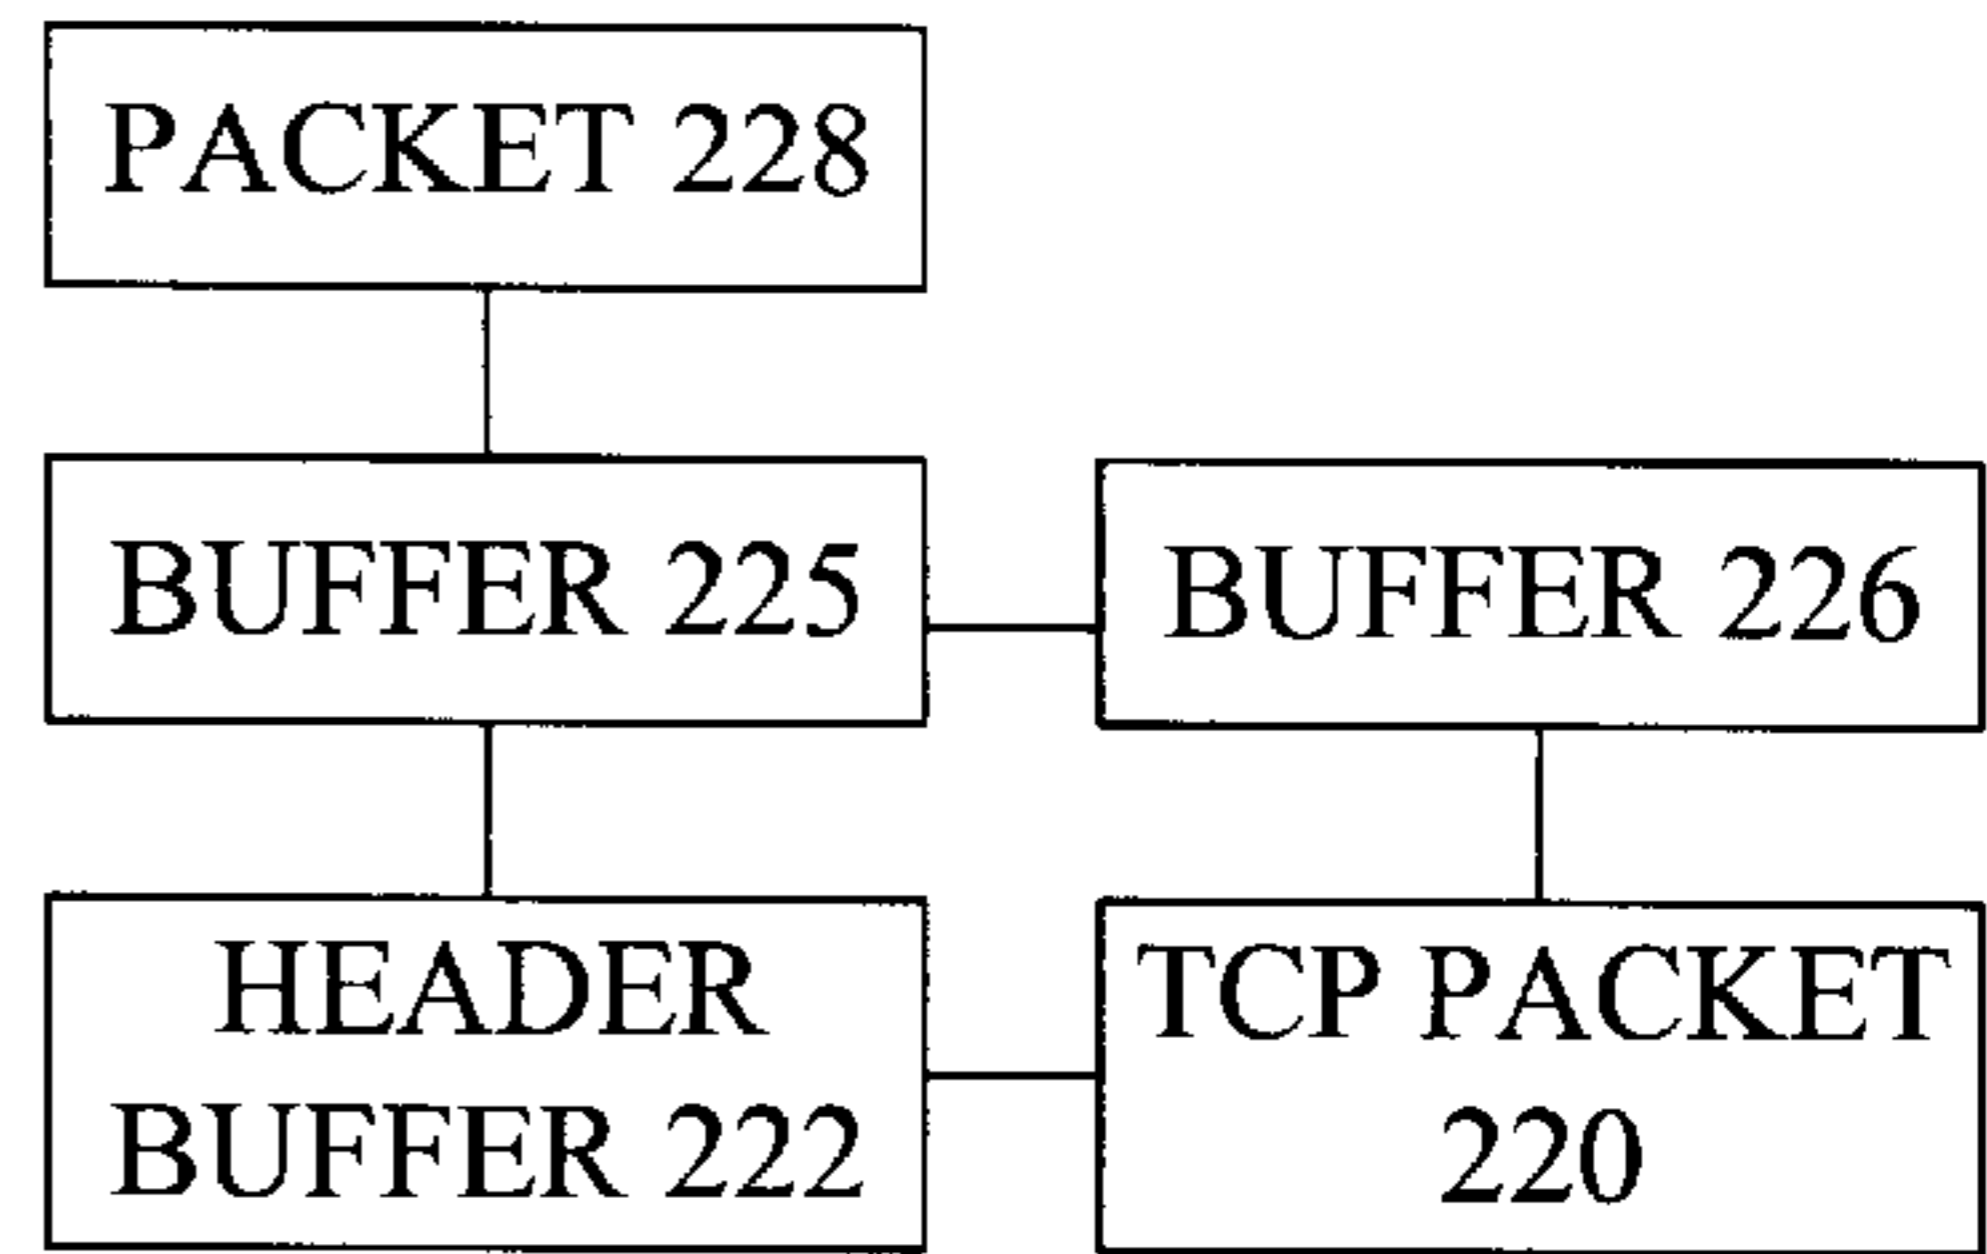 PACKET 228
BUFFER 225
BUFFER 226
HEADER
BUFFER 222
TCP PACKET
220